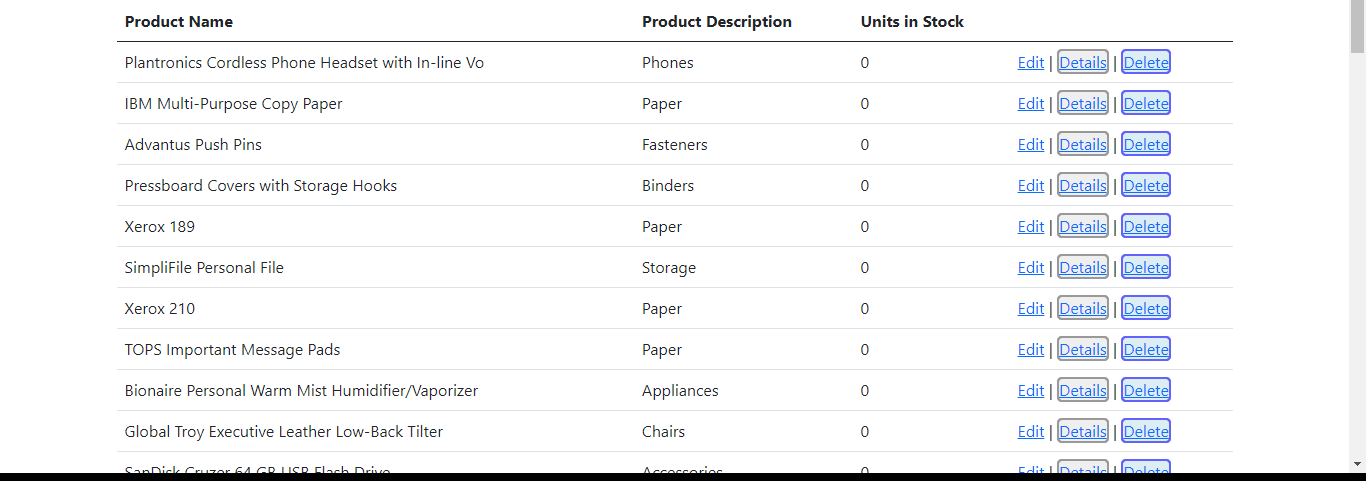 Product Name Product Description Units in Stock
Plantronics Cordless Phone Headset with In-line Vo Phones 0 Edit | Details | Delete
IBM Multi-Purpose Copy Paper Paper 0 Edit | Details | Delete
Advantus Push Pins Fasteners 0 Edit | Details | Delete
Pressboard Covers with Storage Hooks Binders 0 Edit | Details | Delete
Xerox 189 Paper 0 Edit | Details | Delete
SimpliFile Personal File Storage 0 Edit | Details | Delete
Xerox 210 Paper 0 Edit | Details | Delete
TOPS Important Message Pads Paper 0 Edit | Details | Delete
Bionaire Personal Warm Mist Humidifier/Vaporizer Appliances 0 Edit | Details | Delete
Global Troy Executive Leather Low-Back Tilter Chairs 0 Edit | Details | Delete
SanDisk Cruzer 64 GB USB Flash Drive Accessories 0 Edit | Details | Delete